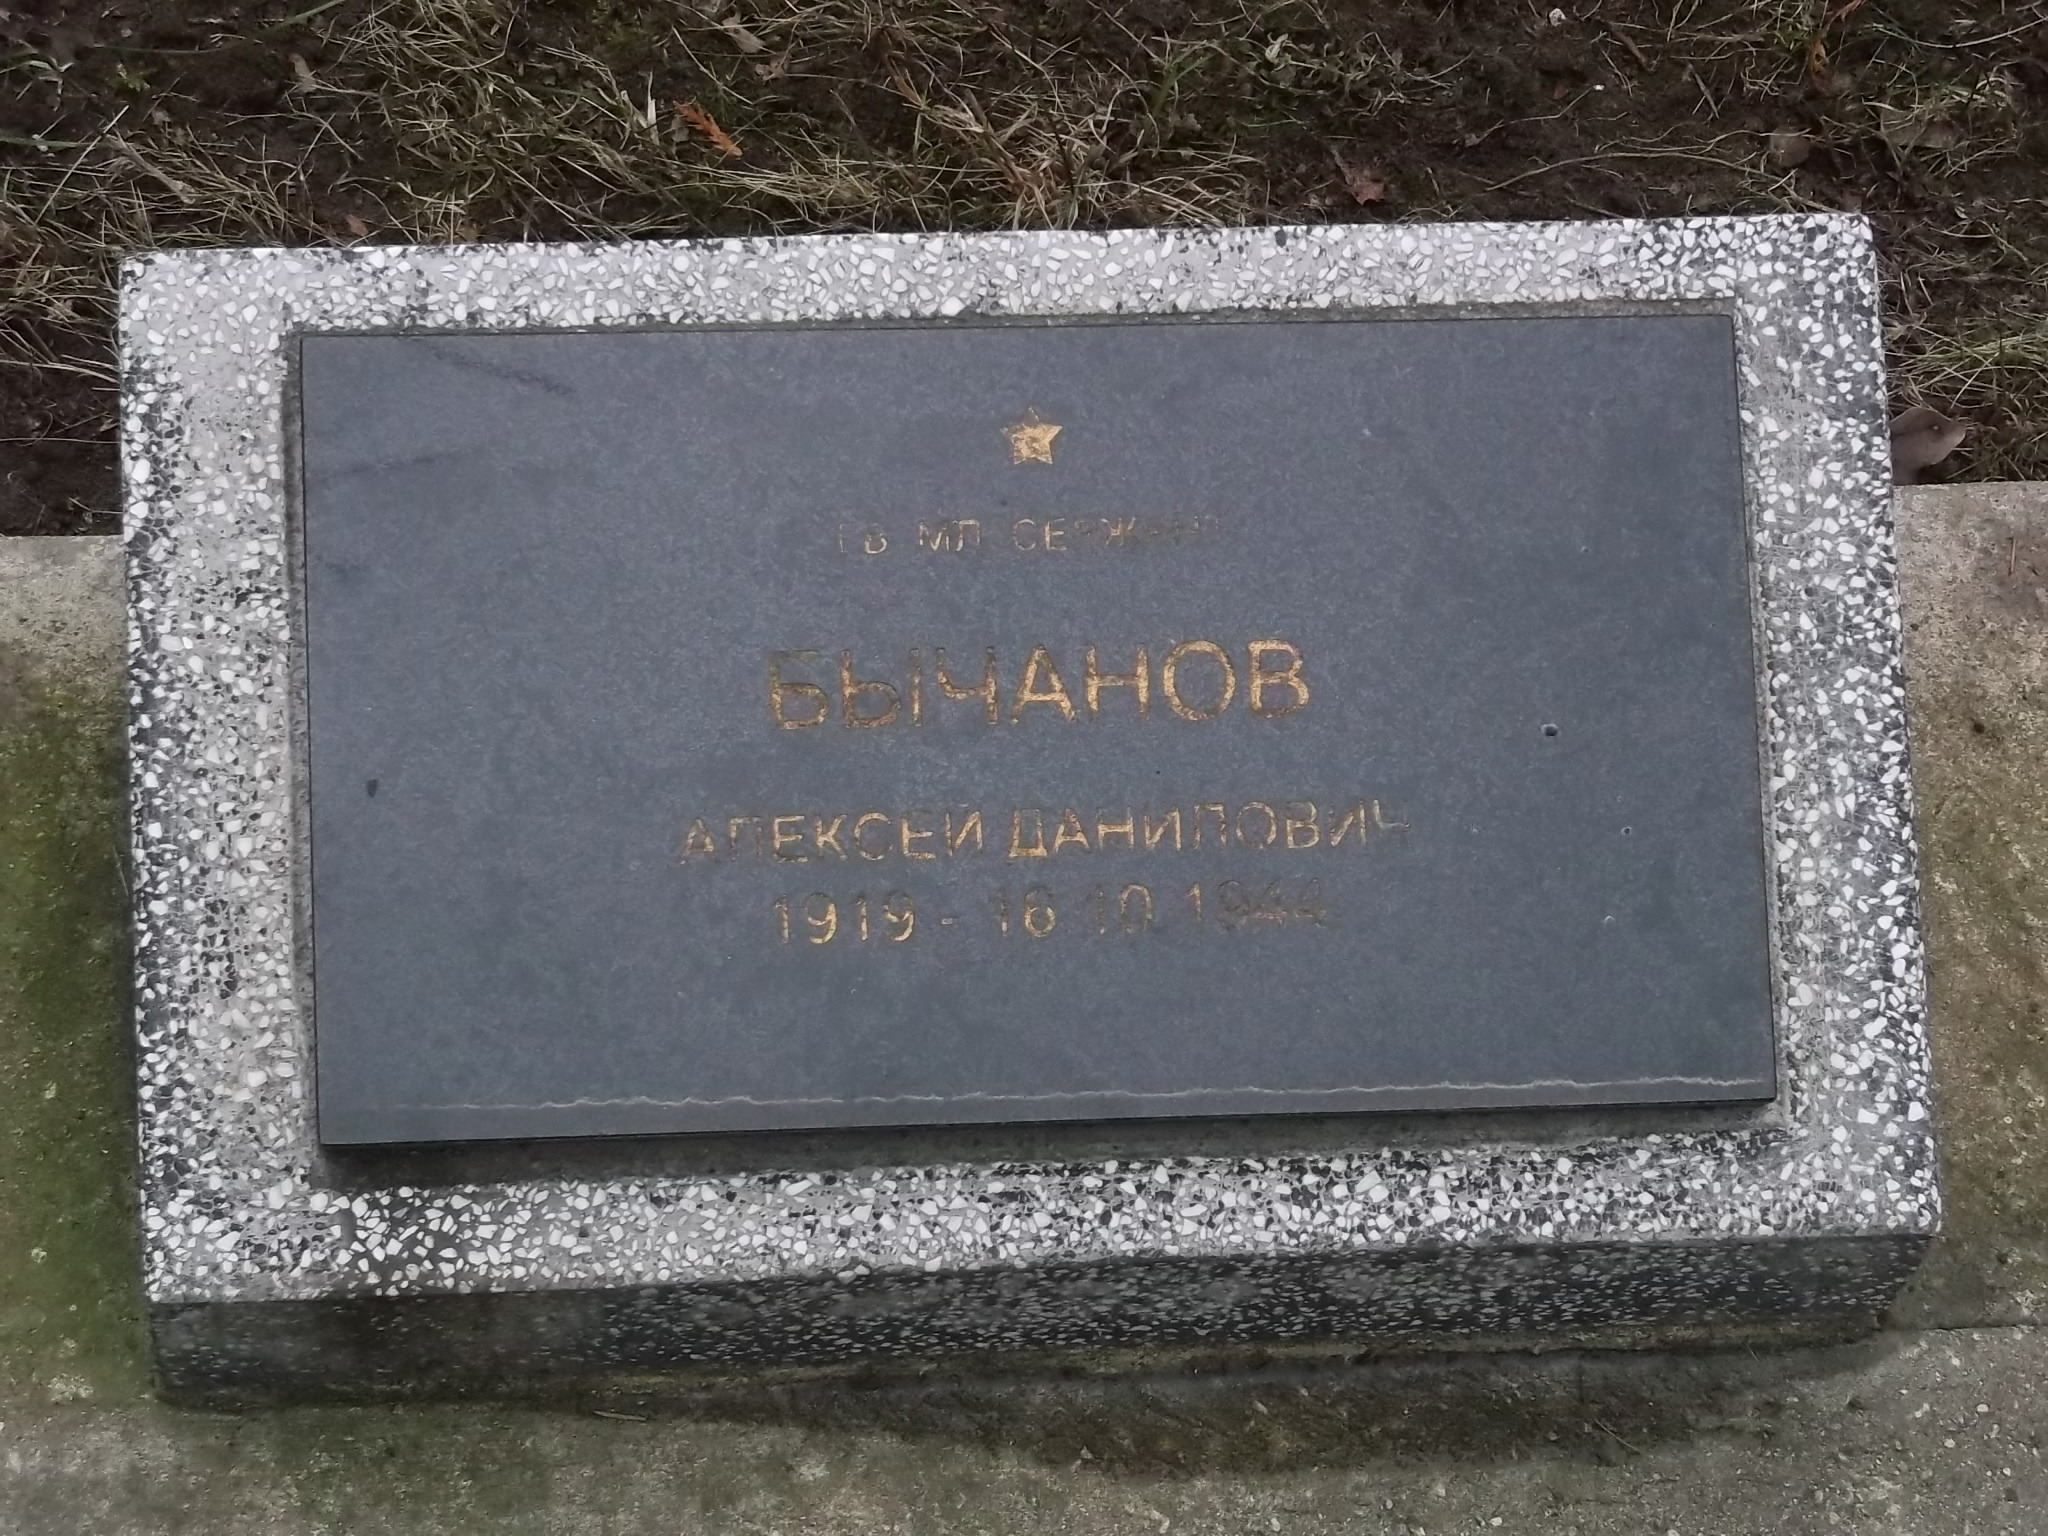 ГВ МЛ СЕРЖАНТ
БЫЧАНОВ
АЛЕКСЕЙ ДАНИЛОВИЧ
1919 - 16 10 1944